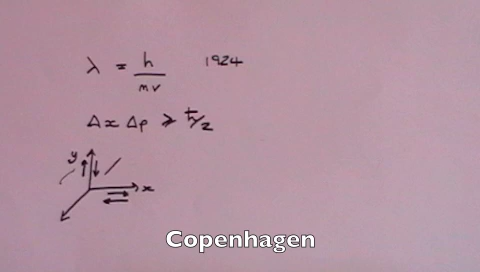 λ = h/mv 1924
Δx Δp ≥ ℏ/2
y
x
Copenhagen